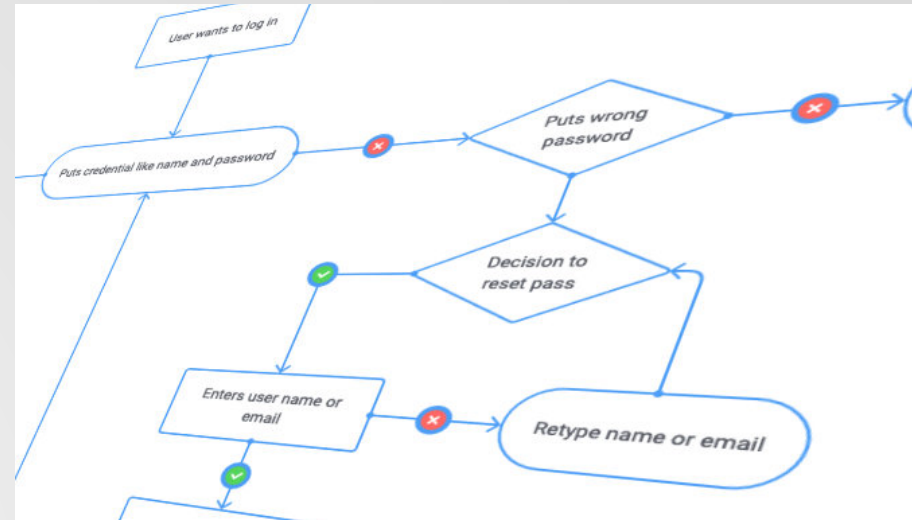 User wants to log in
Puts wrong
password
Puts credential like name and password
Decision to
reset pass
Enters user name or
email
Retype name or email